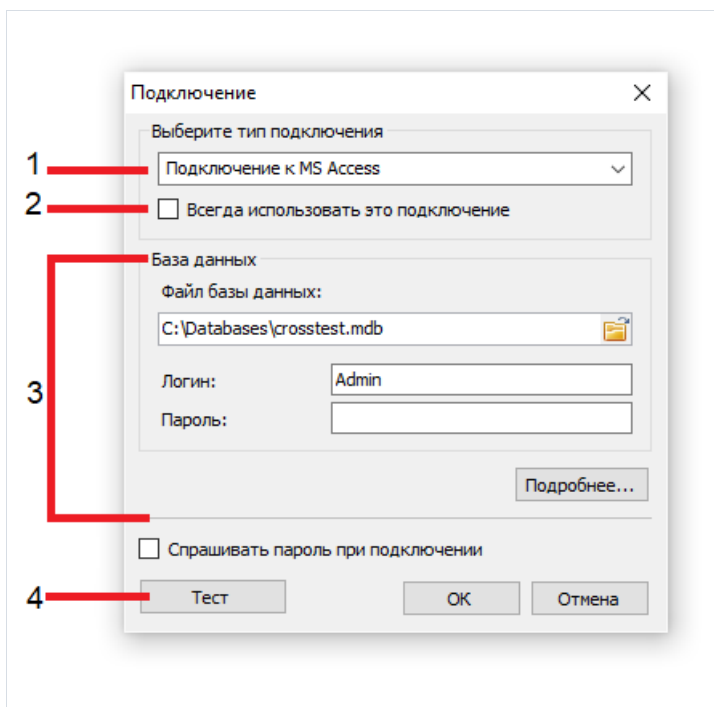 Подключение
Выберите тип подключения
1
Подключение к MS Access
2
Всегда использовать это подключение
База данных
Файл базы данных:
C:\Databases\crosstest.mdb
3
Логин:
Admin
Пароль:
Подробнее...
Спрашивать пароль при подключении
4
Тест
ОК
Отмена